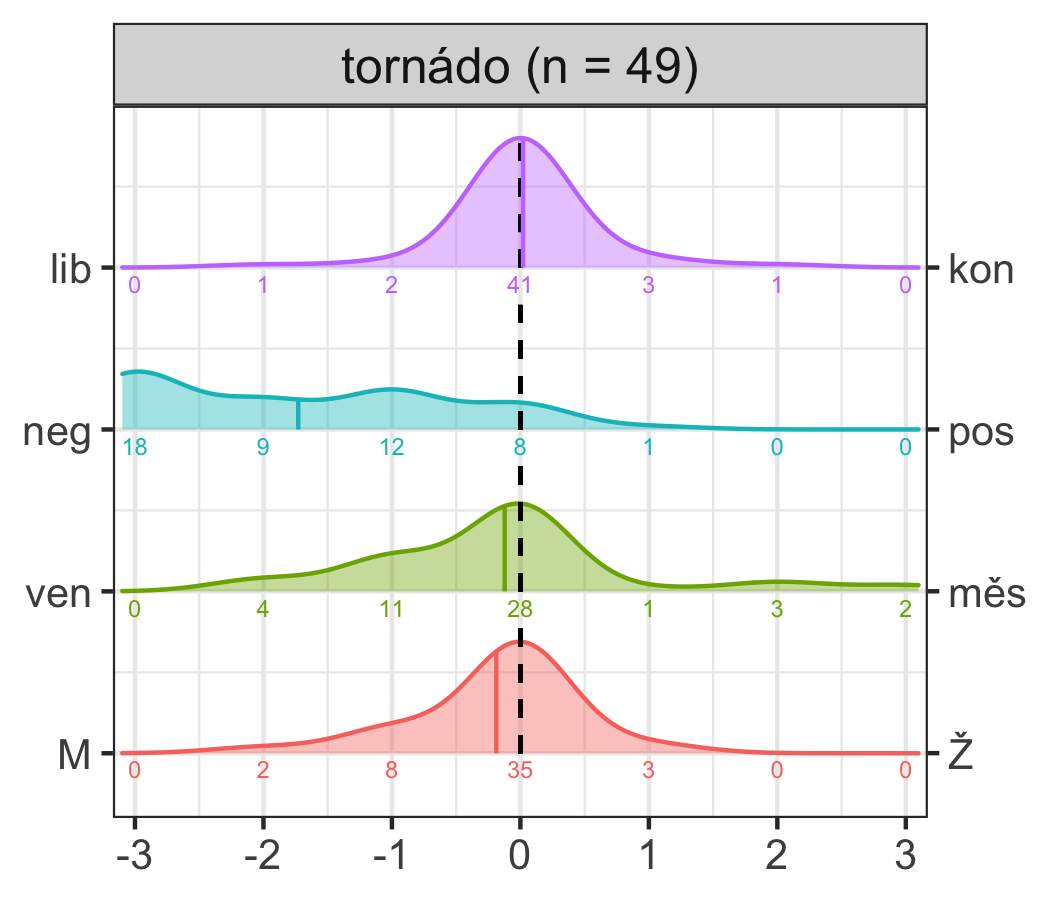 tornádo (n = 49)
lib kon
0 1 2 41 3 1 0
neg pos
18 9 12 8 1 0 0
ven měs
0 4 11 28 1 3 2
M Ž
0 2 8 35 3 0 0
-3 -2 -1 0 1 2 3